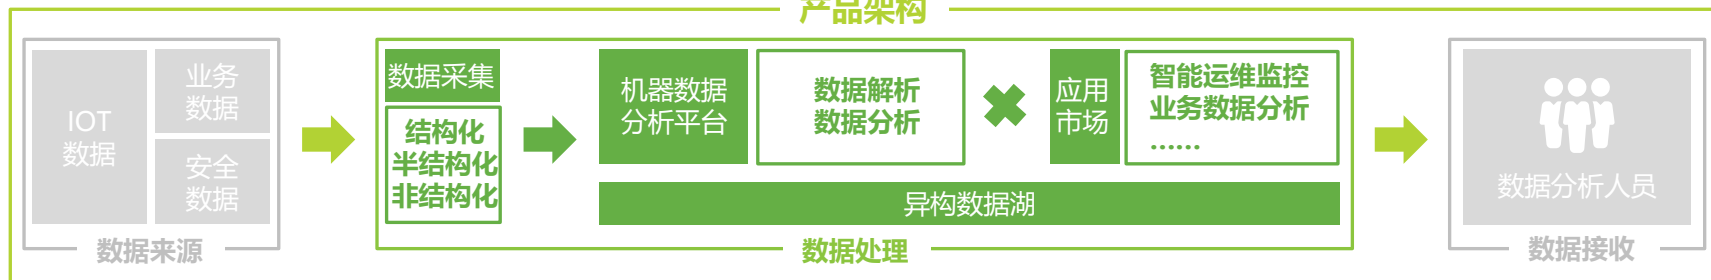 产品架构
IOT
数据
业务
数据
安全
数据
数据来源
数据采集
结构化
半结构化
非结构化
机器数据
分析平台
数据解析
数据分析
应用
市场
智能运维监控
业务数据分析
……
异构数据湖
数据处理
数据分析人员
数据接收